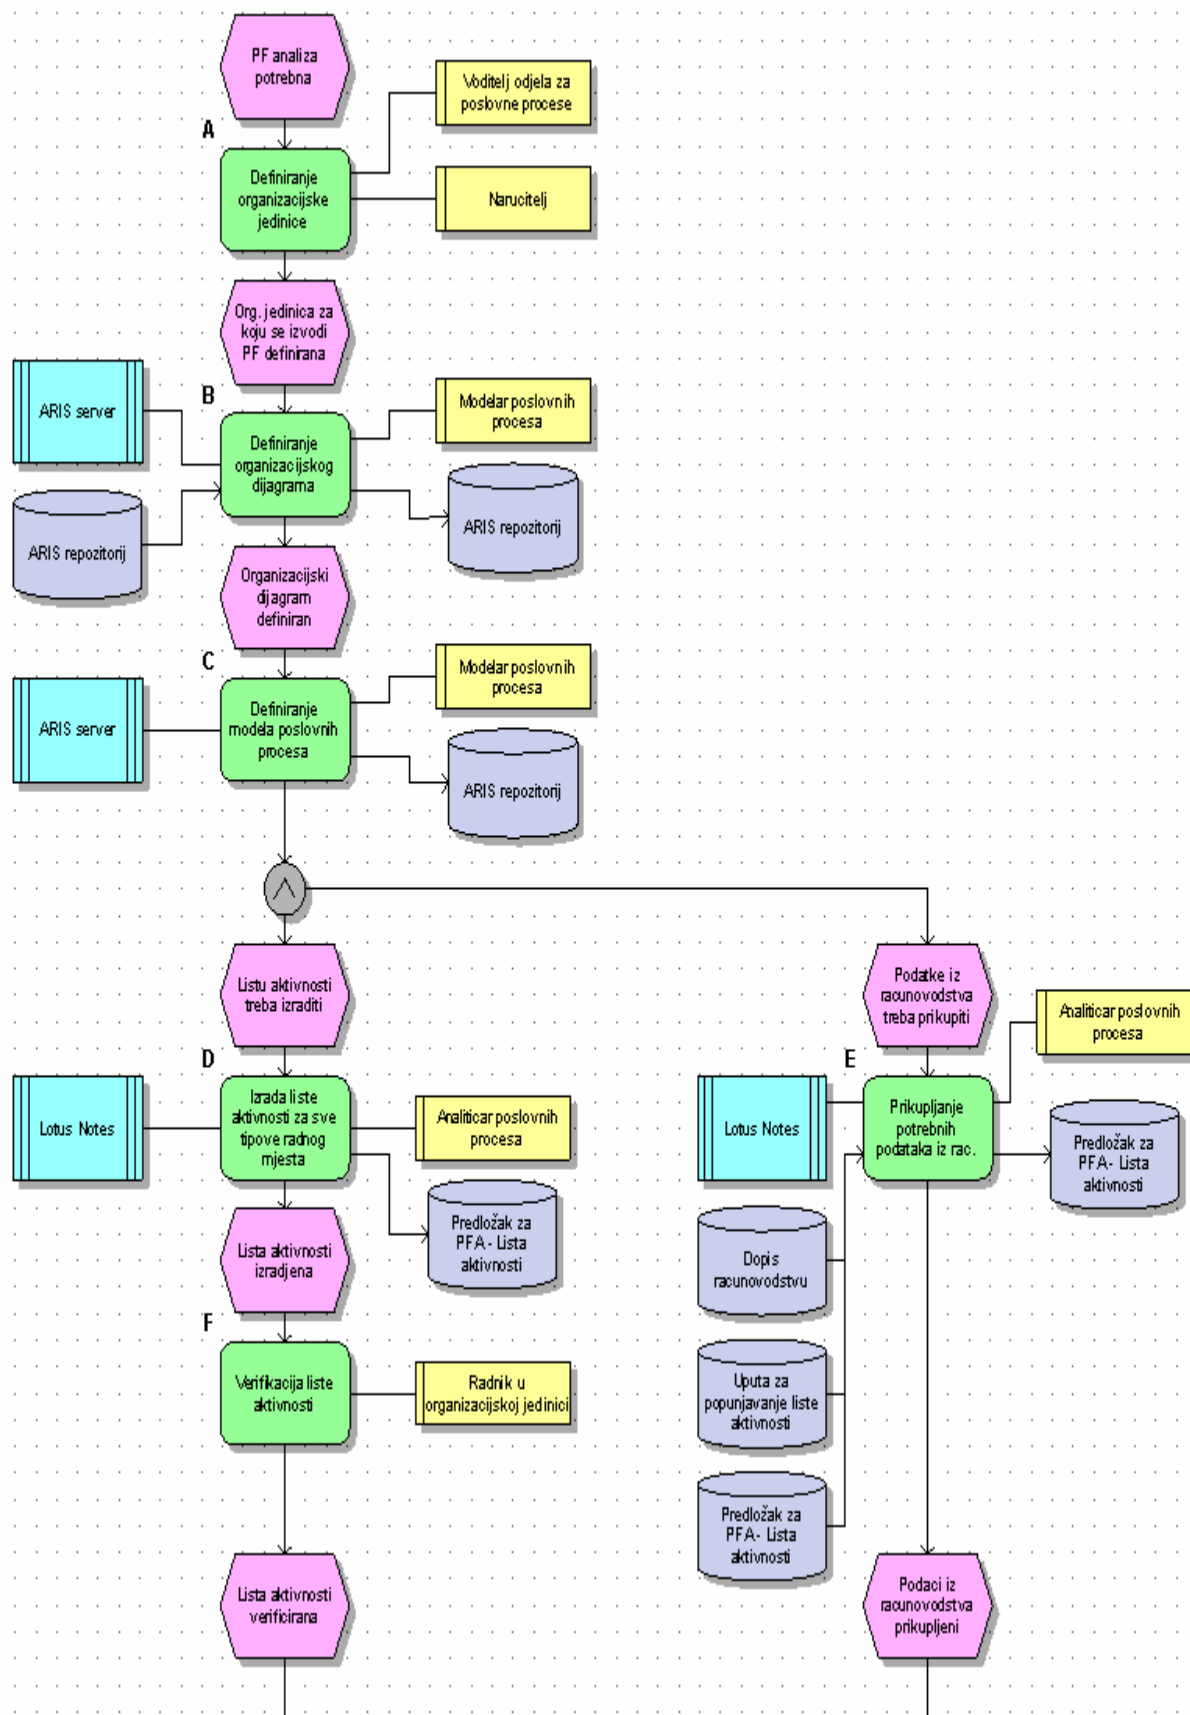 PF analiza
potrebna
Voditelj odjela za
poslovne procese
A
Definiranje
organizacijske
jedinice
Narucitelj
Org. jedinica za
koju se izvodi
PF definirana
B
ARIS server
Modelar poslovnih
procesa
Definiranje
organizacijskog
dijagrama
ARIS repozitorij
ARIS repozitorij
Organizacijski
dijagram
definiran
C
Modelar poslovnih
procesa
ARIS server
Definiranje
modela poslovnih
procesa
ARIS repozitorij
Listu aktivnosti
treba izraditi
Podatke iz
racunovodstva
treba prikupiti
Analiticar poslovnih
procesa
D
E
Lotus Notes
Izrada liste
aktivnosti za sve
tipove radnog
mjesta
Analiticar poslovnih
procesa
Lotus Notes
Prikupljanje
potrebnih
podataka iz rac.
Predložak za
PFA - Lista
aktivnosti
Predložak za
PFA - Lista
aktivnosti
Lista aktivnosti
izradjena
Dopis
racunovodstvu
F
Verifikacija liste
aktivnosti
Radnik u
organizacijskoj jedinici
Uputa za
popunjavanje liste
aktivnosti
Predložak za
PFA - Lista
aktivnosti
Lista aktivnosti
verificirana
Podaci iz
racunovodstva
prikupljeni